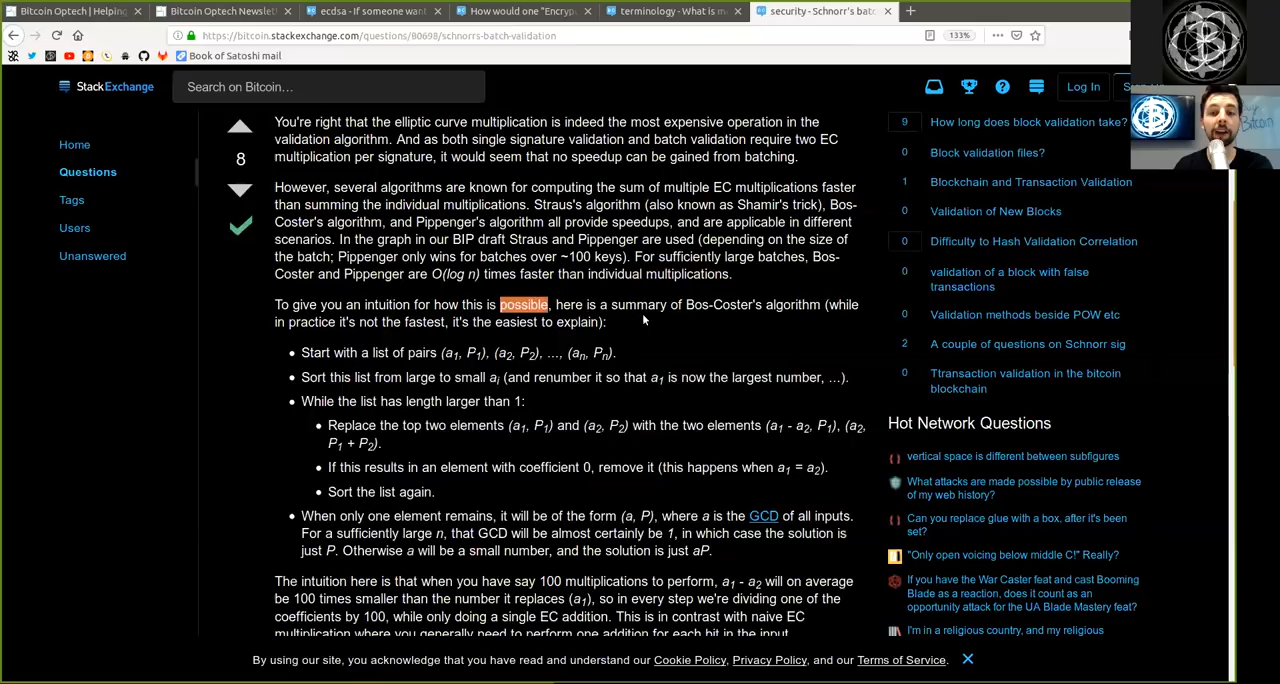 Bitcoin Optech | Helping
Bitcoin Optech Newslet
ecdsa - If someone want
How would one "Encryp
terminology - What is m
security - Schnorr's batc
https://bitcoin.stackexchange.com/questions/80698/schnorrs-batch-validation
133%
Book of Satoshi mail
StackExchange
Search on Bitcoin…
Log In
Home
Questions
Tags
Users
Unanswered
8
You're right that the elliptic curve multiplication is indeed the most expensive operation in the
validation algorithm. And as both single signature validation and batch validation require two EC
multiplication per signature, it would seem that no speedup can be gained from batching.
However, several algorithms are known for computing the sum of multiple EC multiplications faster
than summing the individual multiplications. Straus's algorithm (also known as Shamir's trick), Bos-
Coster's algorithm, and Pippenger's algorithm all provide speedups, and are applicable in different
scenarios. In the graph in our BIP draft Straus and Pippenger are used (depending on the size of
the batch; Pippenger only wins for batches over ~100 keys). For sufficiently large batches, Bos-
Coster and Pippenger are O(log n) times faster than individual multiplications.
To give you an intuition for how this is possible, here is a summary of Bos-Coster's algorithm (while
in practice it's not the fastest, it's the easiest to explain):
• Start with a list of pairs (a1, P1), (a2, P2), ..., (an, Pn).
• Sort this list from large to small ai (and renumber it so that a1 is now the largest number, ...).
• While the list has length larger than 1:
• Replace the top two elements (a1, P1) and (a2, P2) with the two elements (a1 - a2, P1), (a2,
P1 + P2).
• If this results in an element with coefficient 0, remove it (this happens when a1 = a2).
• Sort the list again.
• When only one element remains, it will be of the form (a, P), where a is the GCD of all inputs.
For a sufficiently large n, that GCD will be almost certainly be 1, in which case the solution is
just P. Otherwise a will be a small number, and the solution is just aP.
The intuition here is that when you have say 100 multiplications to perform, a1 - a2 will on average
be 100 times smaller than the number it replaces (a1), so in every step we're dividing one of the
coefficients by 100, while only doing a single EC addition. This is in contrast with naive EC
multiplication where you generally need to perform one addition for each bit in the input.
9 How long does block validation take?
0 Block validation files?
1 Blockchain and Transaction Validation
0 Validation of New Blocks
0 Difficulty to Hash Validation Correlation
0 validation of a block with false
transactions
0 Validation methods beside POW etc
2 A couple of questions on Schnorr sig
0 Ttransaction validation in the bitcoin
blockchain
Hot Network Questions
vertical space is different between subfigures
What attacks are made possible by public release
of my web history?
Can you replace glue with a box, after it's been
set?
"Only open voicing below middle C!" Really?
If you have the War Caster feat and cast Booming
Blade as a reaction, does it count as an
opportunity attack for the UA Blade Mastery feat?
I'm in a religious country, and my religious
By using our site, you acknowledge that you have read and understand our Cookie Policy, Privacy Policy, and our Terms of Service.
Bitcoin